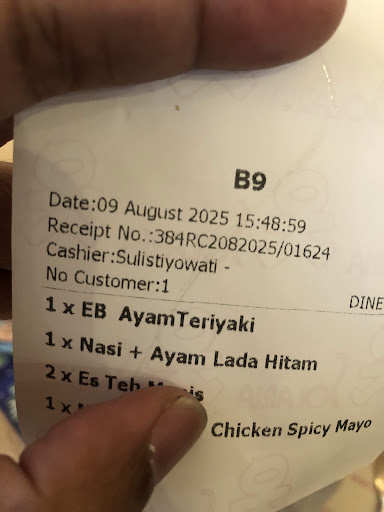 B9
Date:09 August 2025 15:48:59
Receipt No.:384RC2082025/01624
Cashier:Sulistiyowati -
No Customer:1
DINE
1 x EB AyamTeriyaki
1 x Nasi + Ayam Lada Hitam
2 x Es Teh Manis
1 x Chicken Spicy Mayo